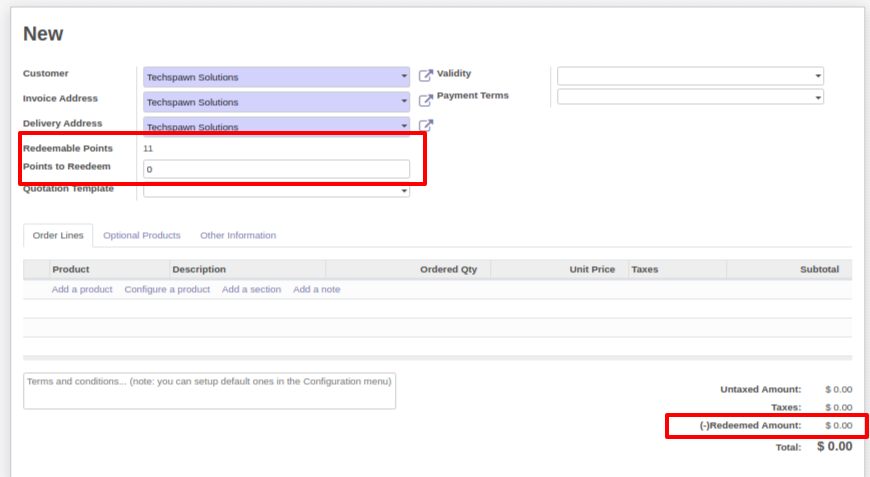 New
Customer Techspawn Solutions Validity
Invoice Address Techspawn Solutions Payment Terms
Delivery Address Techspawn Solutions
Redeemable Points 11
Points to Reedem 0
Quotation Template
Order Lines Optional Products Other Information
Product Description Ordered Qty Unit Price Taxes Subtotal
Add a product Configure a product Add a section Add a note
Terms and conditions... (note: you can setup default ones in the Configuration menu)
Untaxed Amount: $ 0.00
Taxes: $ 0.00
(-)Redeemed Amount: $ 0.00
Total: $ 0.00